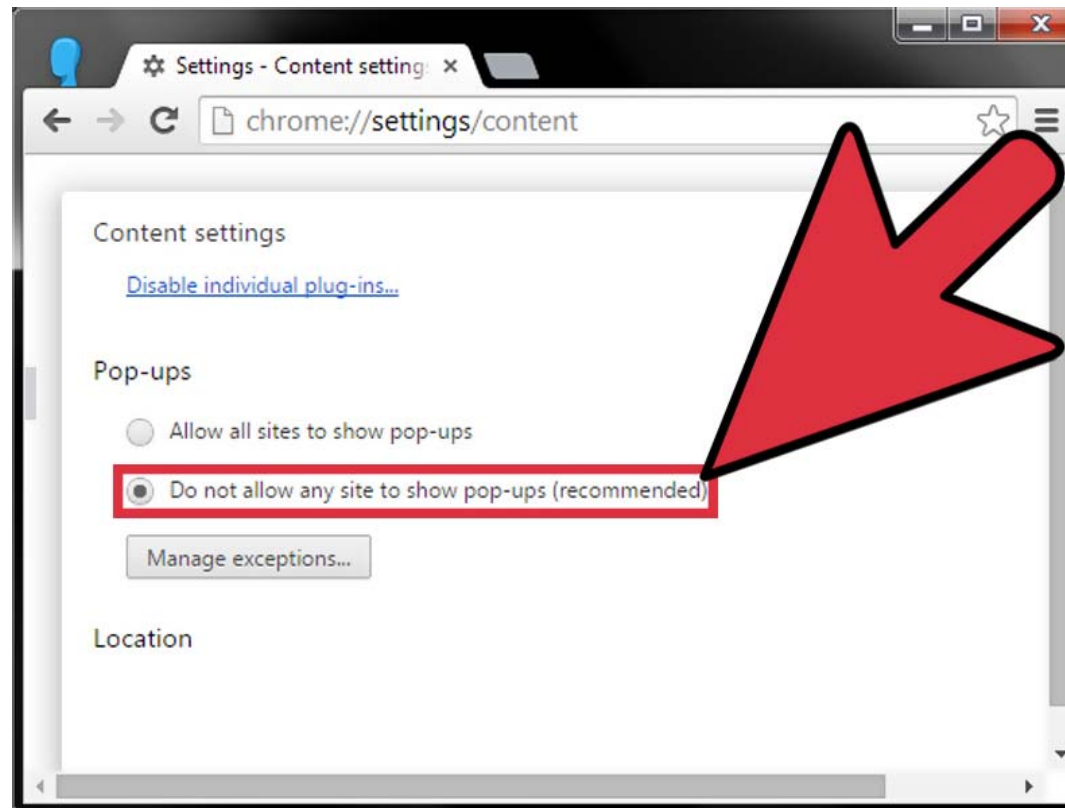 Settings - Content setting
chrome://settings/content
Content settings
Disable individual plug-ins...
Pop-ups
Allow all sites to show pop-ups
Do not allow any site to show pop-ups (recommended)
Manage exceptions...
Location